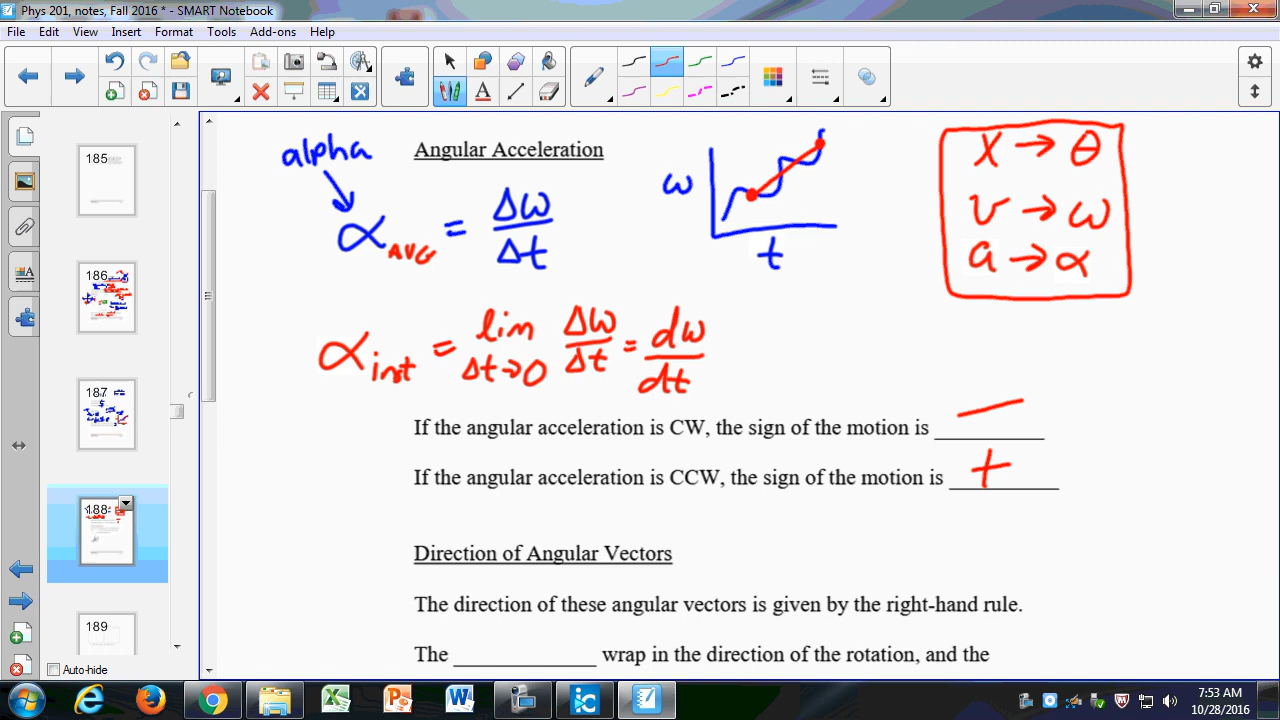 Phys 201, notes, Fall 2016 * - SMART Notebook
File Edit View Insert Format Tools Add-ons Help
185
186
187
188
189
Auto-hide
alpha
Angular Acceleration
α AVG = Δω / Δt
ω
t
X → θ
v → ω
a → α
α inst = lim Δt→0 Δω / Δt = dω / dt
If the angular acceleration is CW, the sign of the motion is −
If the angular acceleration is CCW, the sign of the motion is +
Direction of Angular Vectors
The direction of these angular vectors is given by the right-hand rule.
The _____________ wrap in the direction of the rotation, and the
7:53 AM
10/28/2016